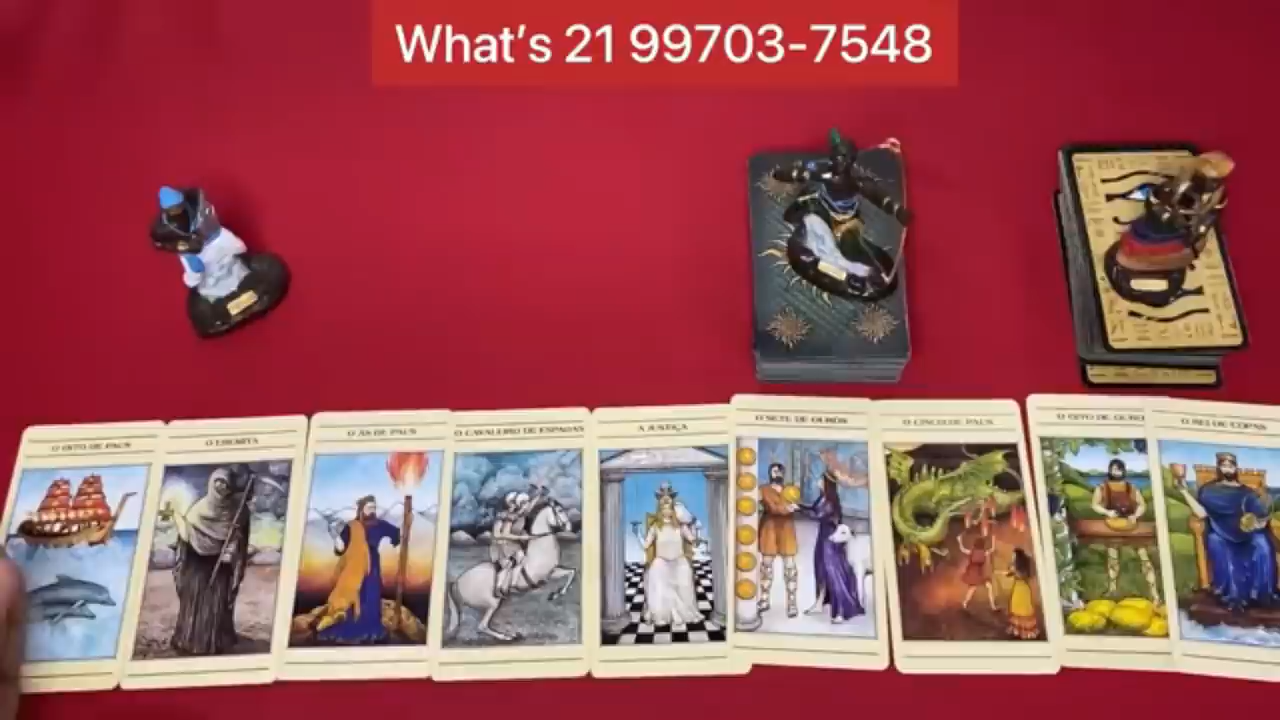 What's 21 99703-7548
O OITO DE PAUS
O EREMITA
O ÁS DE PAUS
O CAVALEIRO DE ESPADAS
A JUSTIÇA
O SETE DE OUROS
O CINCO DE PAUS
O OITO DE OURO
O REI DE COPAS